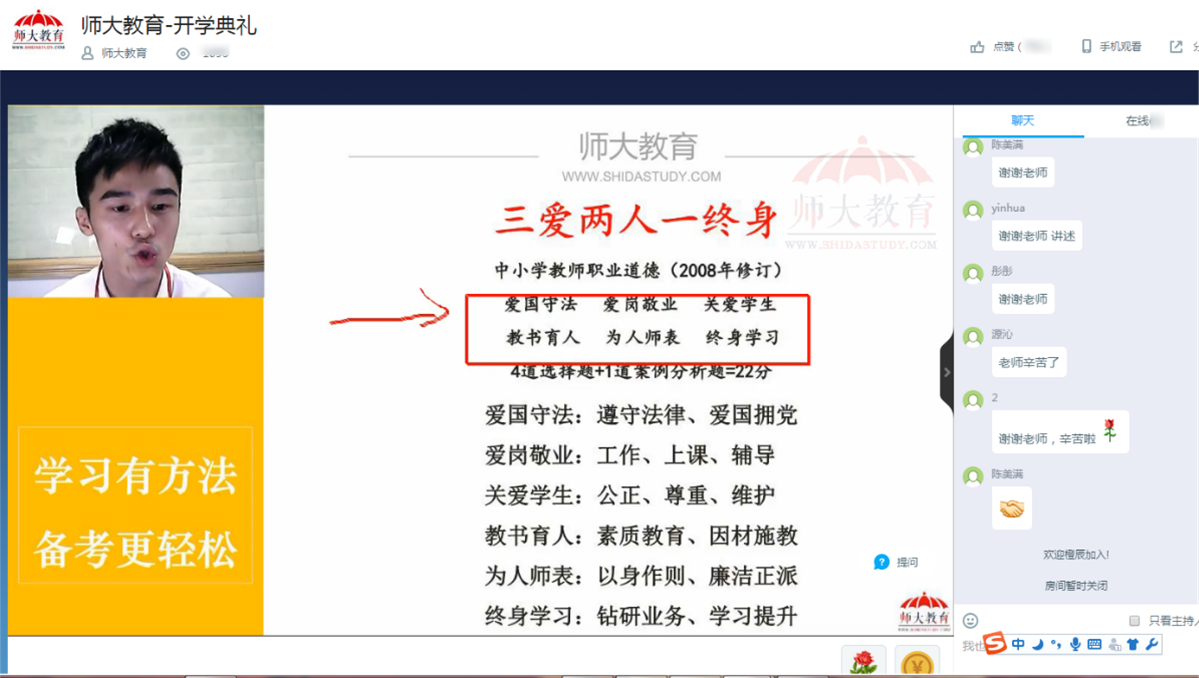 师大教育
WWW.SHIDASTUDY.COM
师大教育-开学典礼
师大教育
点赞 (
手机观看
师大教育
WWW.SHIDASTUDY.COM
师大教育
WWW.SHIDASTUDY.COM
三爱两人一终身
中小学教师职业道德（2008年修订）
爱国守法 爱岗敬业 关爱学生
教书育人 为人师表 终身学习
4道选择题+1道案例分析题=22分
爱国守法：遵守法律、爱国拥党
爱岗敬业：工作、上课、辅导
关爱学生：公正、尊重、维护
教书育人：素质教育、因材施教
为人师表：以身作则、廉洁正派
终身学习：钻研业务、学习提升
学习有方法
备考更轻松
提问
师大教育
聊天
在线
陈美满
谢谢老师
yinhua
谢谢老师 讲述
彤彤
谢谢老师
源沁
老师辛苦了
2
谢谢老师，辛苦啦
陈美满
欢迎橙辰加入!
房间暂时关闭
只看主持人
我也
中